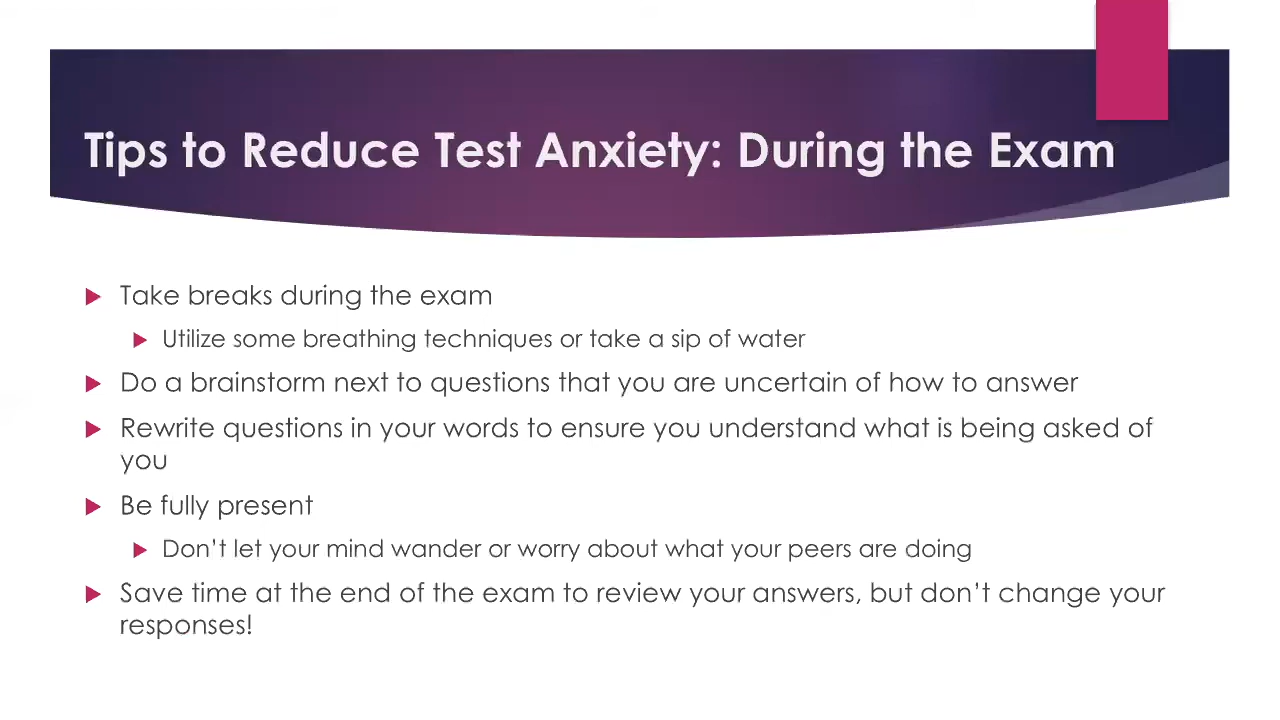 Tips to Reduce Test Anxiety: During the Exam
Take breaks during the exam
Utilize some breathing techniques or take a sip of water
Do a brainstorm next to questions that you are uncertain of how to answer
Rewrite questions in your words to ensure you understand what is being asked of
you
Be fully present
Don’t let your mind wander or worry about what your peers are doing
Save time at the end of the exam to review your answers, but don’t change your
responses!